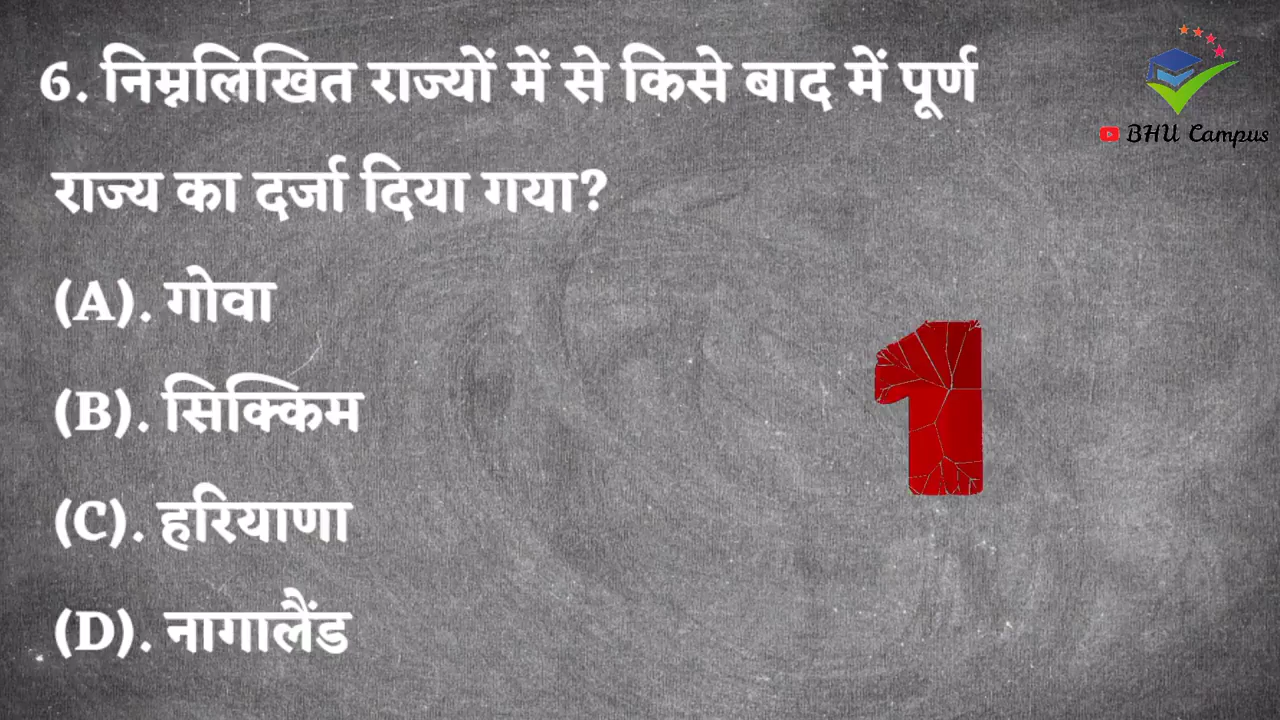 6. निम्नलिखित राज्यों में से किसे बाद में पूर्ण
राज्य का दर्जा दिया गया?
(A). गोवा
(B). सिक्किम
(C). हरियाणा
(D). नागालैंड
1
BHU Campus